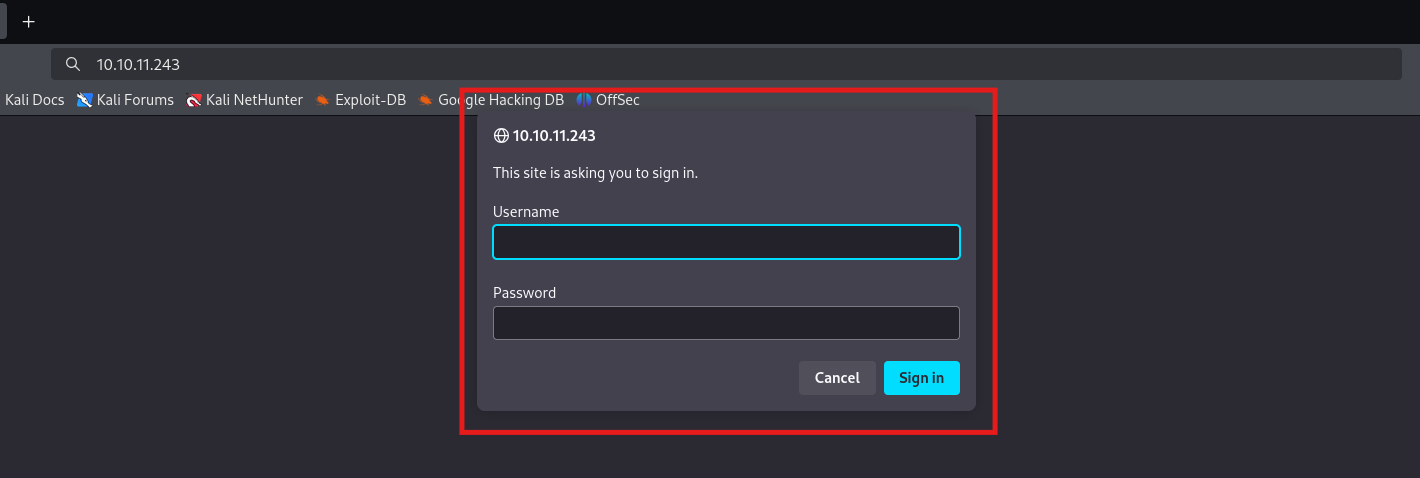 10.10.11.243
Kali Docs Kali Forums Kali NetHunter Exploit-DB Google Hacking DB OffSec
10.10.11.243
This site is asking you to sign in.
Username
Password
Cancel Sign in